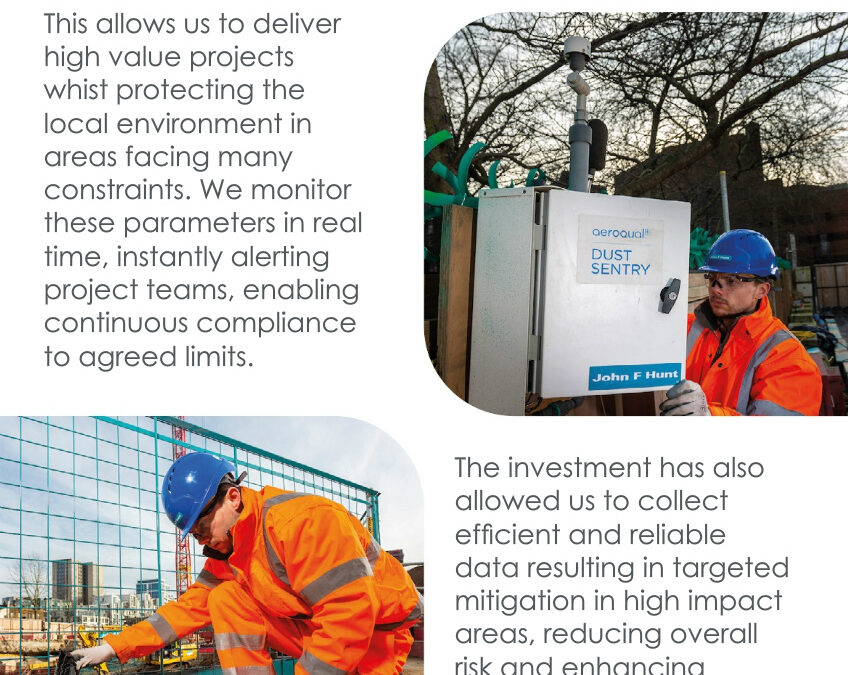 This allows us to deliver
high value projects
whist protecting the
local environment in
areas facing many
constraints. We monitor
these parameters in real
time, instantly alerting
project teams, enabling
continuous compliance
to agreed limits.
aeroqual
DUST
SENTRY
John F Hunt
The investment has also
allowed us to collect
efficient and reliable
data resulting in targeted
mitigation in high impact
areas, reducing overall
risk and enhancing